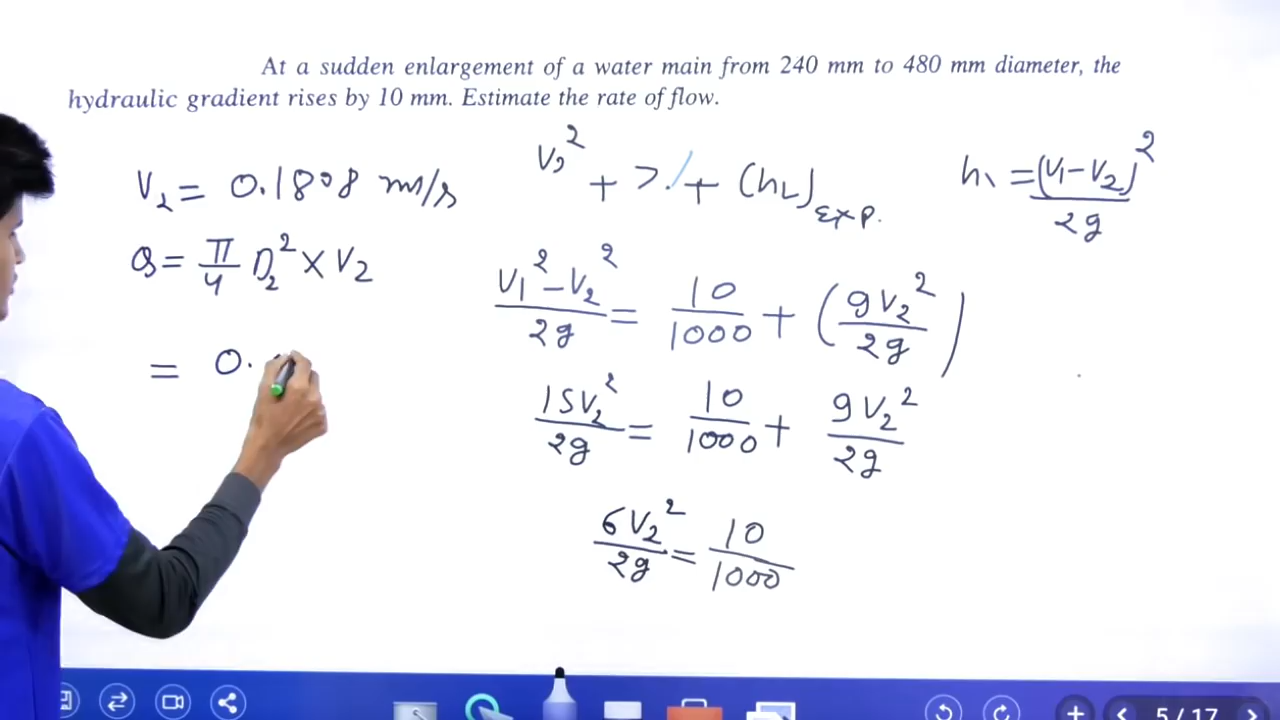 At a sudden enlargement of a water main from 240 mm to 480 mm diameter, the
hydraulic gradient rises by 10 mm. Estimate the rate of flow.
V₂ = 0.1808 m/s
Q = π/4 D₂² × V₂
= 0.
V₂² + Z + (hL)exp.
hL = (V₁-V₂)²/2g
(V₁² - V₂²)/2g = 10/1000 + (9V₂²/2g)
15V₂²/2g = 10/1000 + 9V₂²/2g
6V₂²/2g = 10/1000
5 / 17